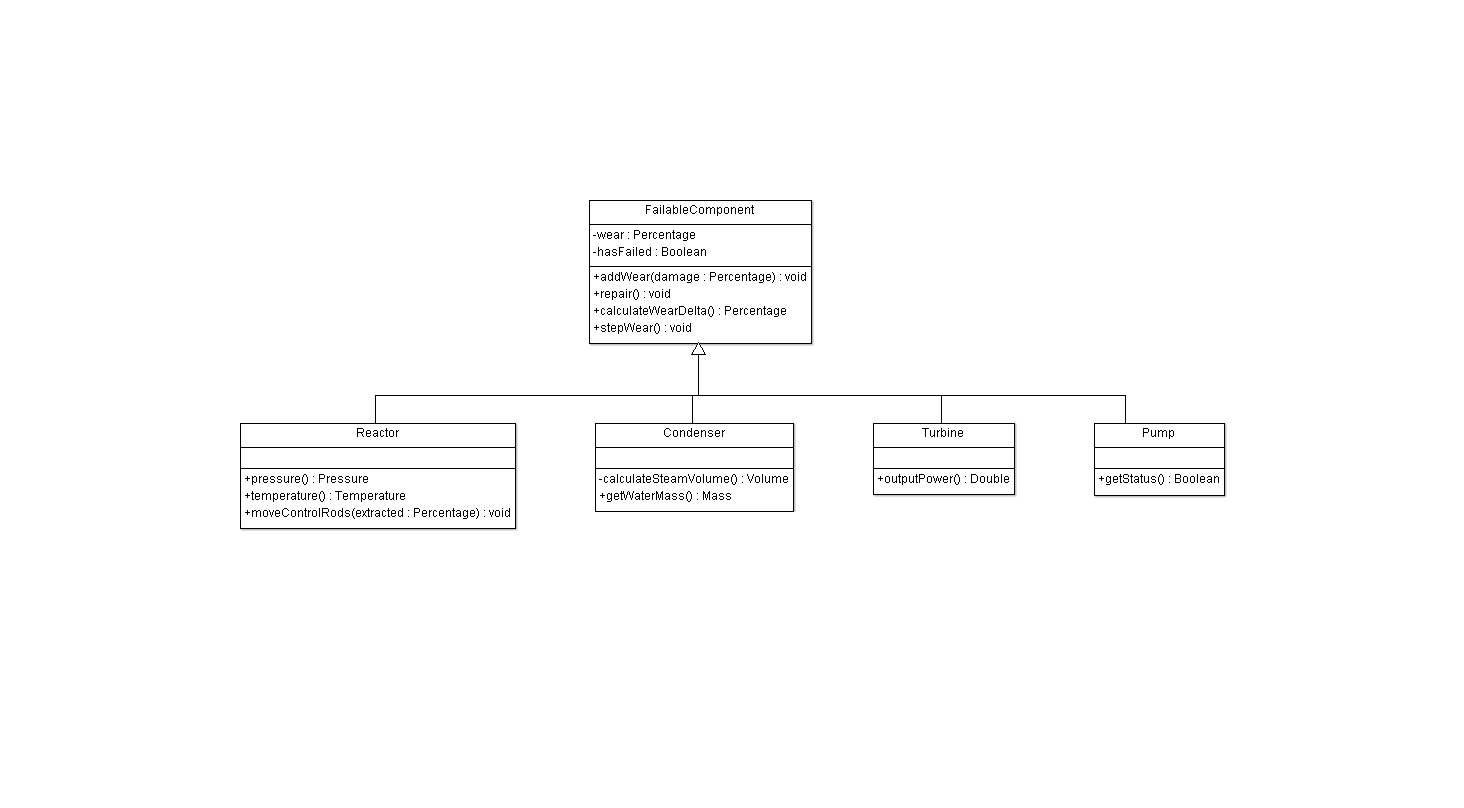 FailableComponent
-wear : Percentage
-hasFailed : Boolean
+addWear(damage : Percentage) : void
+repair() : void
+calculateWearDelta() : Percentage
+stepWear() : void
Reactor
+pressure() : Pressure
+temperature() : Temperature
+moveControlRods(extracted : Percentage) : void
Condenser
-calculateSteamVolume() : Volume
+getWaterMass() : Mass
Turbine
+outputPower() : Double
Pump
+getStatus() : Boolean